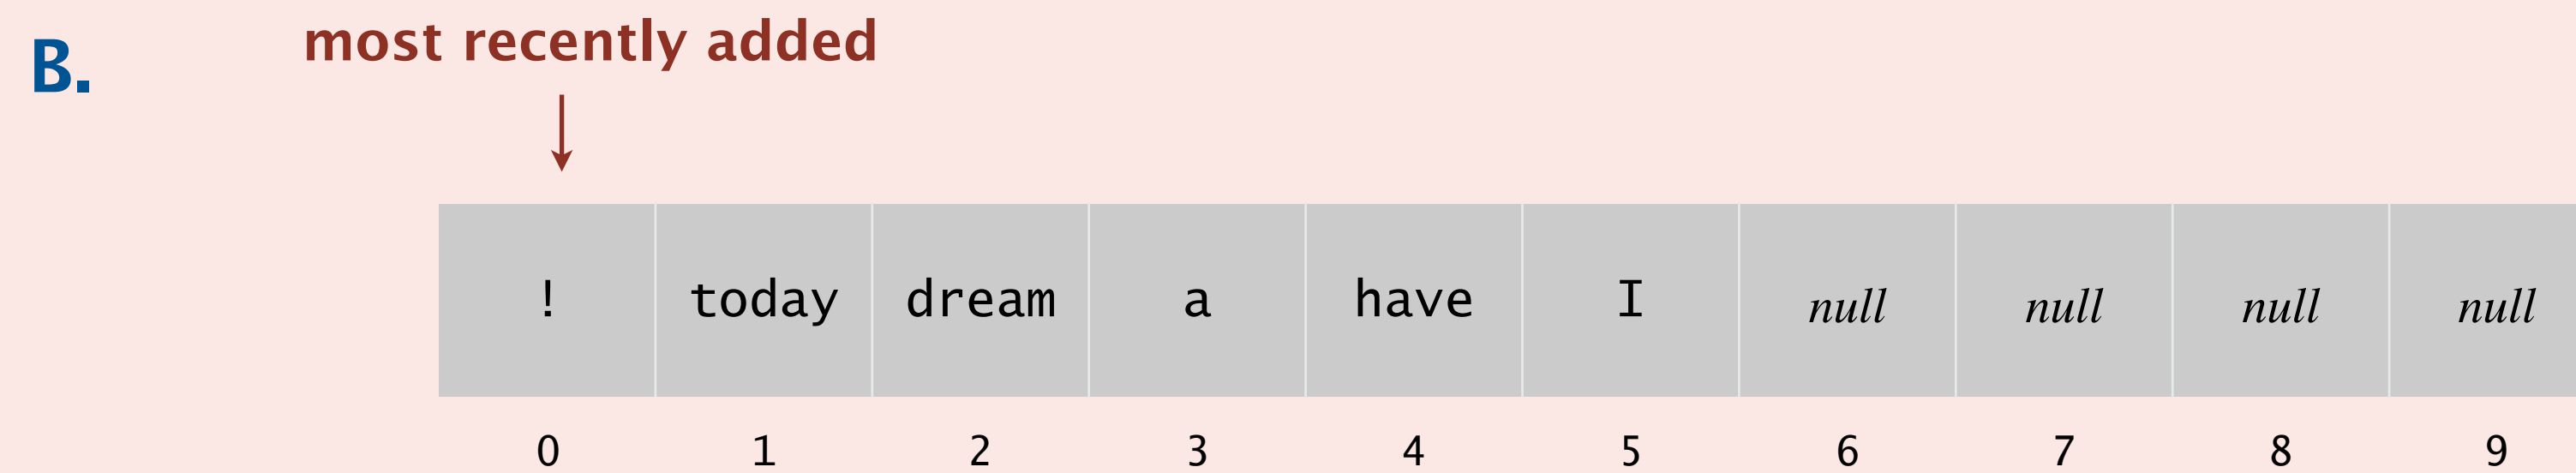 B.
most recently added
! today dream a have I null null null null
0 1 2 3 4 5 6 7 8 9